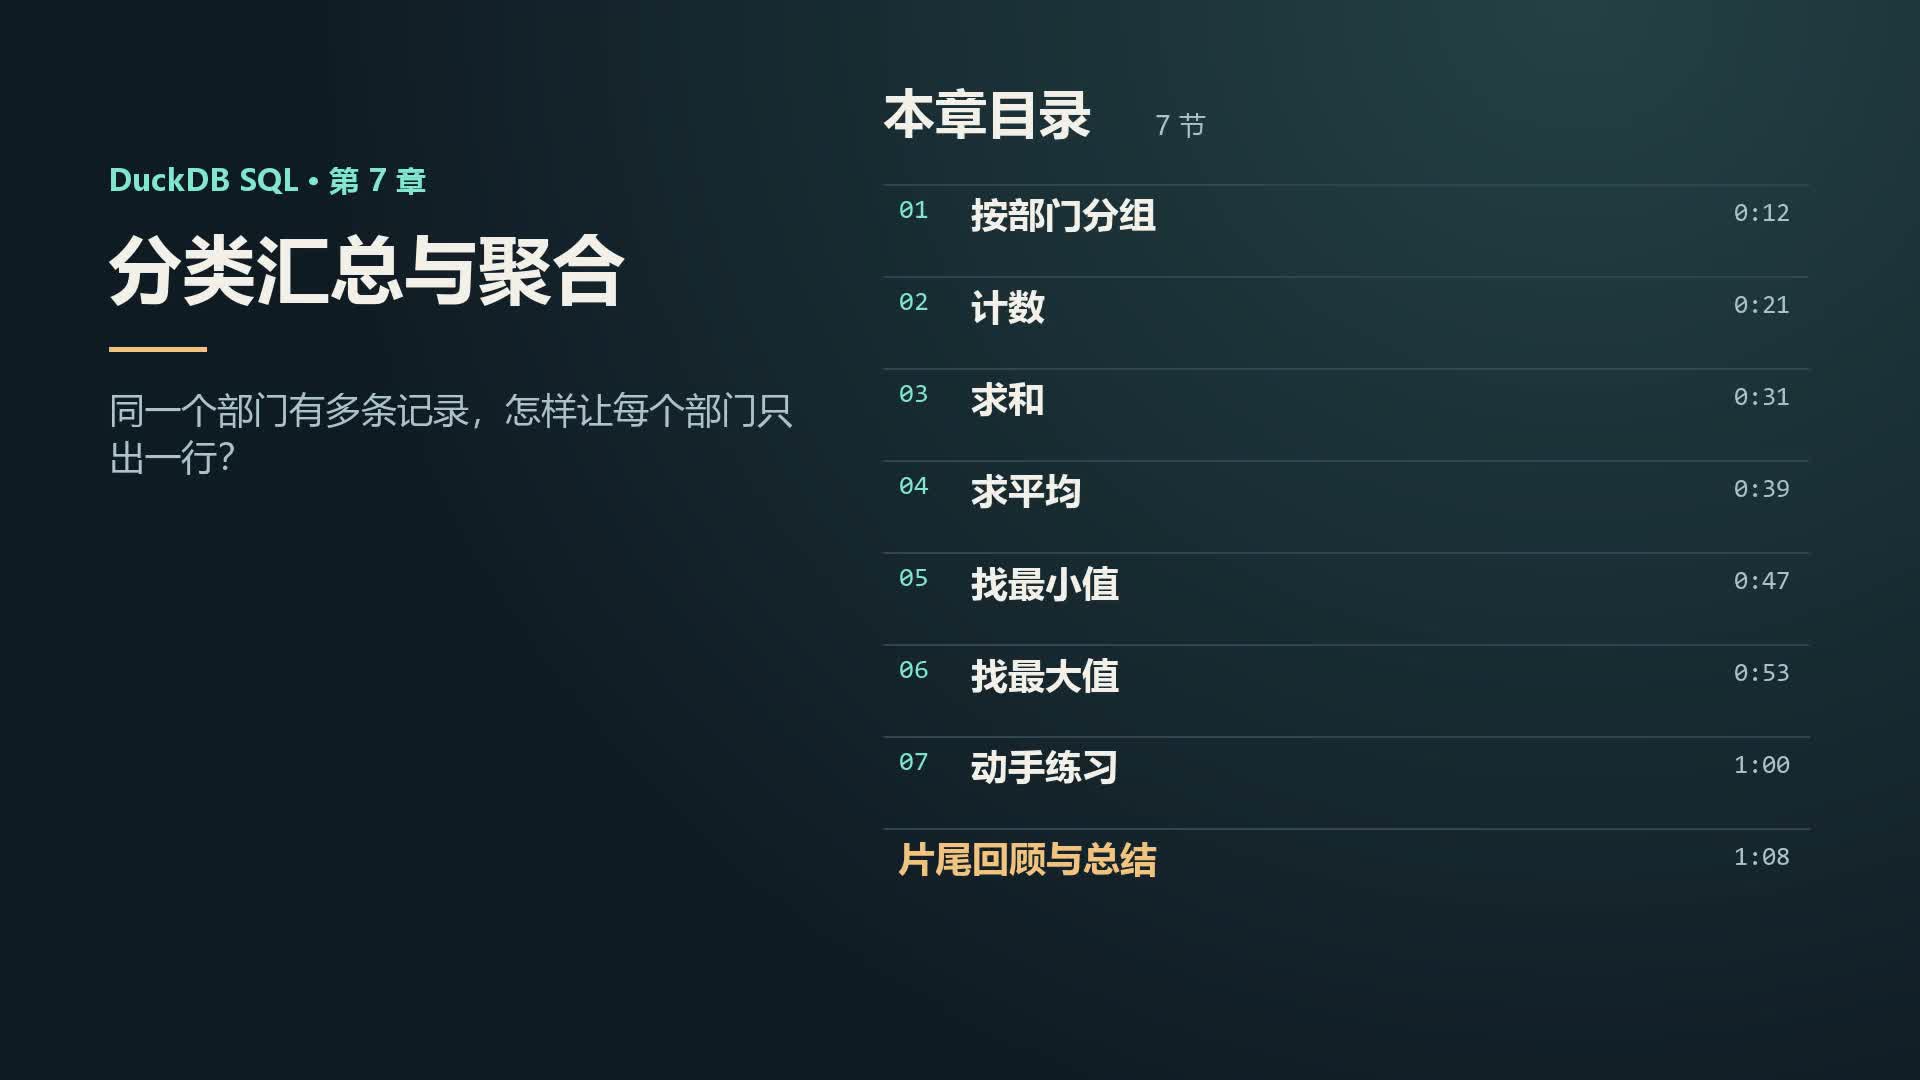 DuckDB SQL • 第 7 章
分类汇总与聚合
同一个部门有多条记录，怎样让每个部门只
出一行？
本章目录 7 节
01 按部门分组 0:12
02 计数 0:21
03 求和 0:31
04 求平均 0:39
05 找最小值 0:47
06 找最大值 0:53
07 动手练习 1:00
片尾回顾与总结 1:08